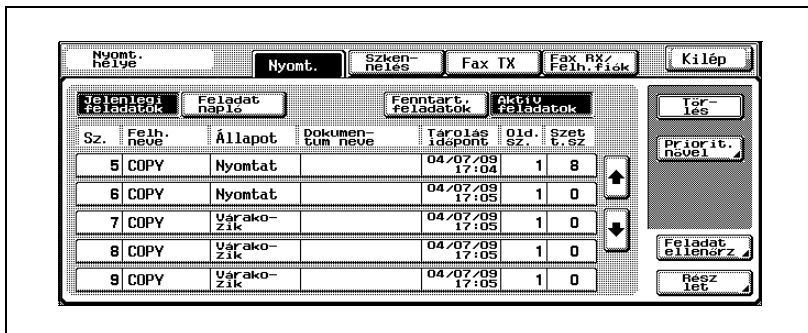 Nyomt. helye
Nyomt.
Szken-
nelés
Fax TX
Fax RX/
Felh.fiók
Kilép
Jelenlegi
feladatok
Feladat
napló
Fenntart.
feladatok
Aktív
feladatok
Tör-
lés
Sz.
Felh.
neve
Állapot
Dokumen-
tum neve
Tárolás
időpont
Old.
sz.
Szet
t.sz
Priorit.
növel
5 COPY Nyomtat 04/07/09 17:04 1 8
6 COPY Nyomtat 04/07/09 17:05 1 0
7 COPY Várako-
zik 04/07/09 17:05 1 0
8 COPY Várako-
zik 04/07/09 17:05 1 0
9 COPY Várako-
zik 04/07/09 17:05 1 0
Feladat
ellenőrz
Rész
let